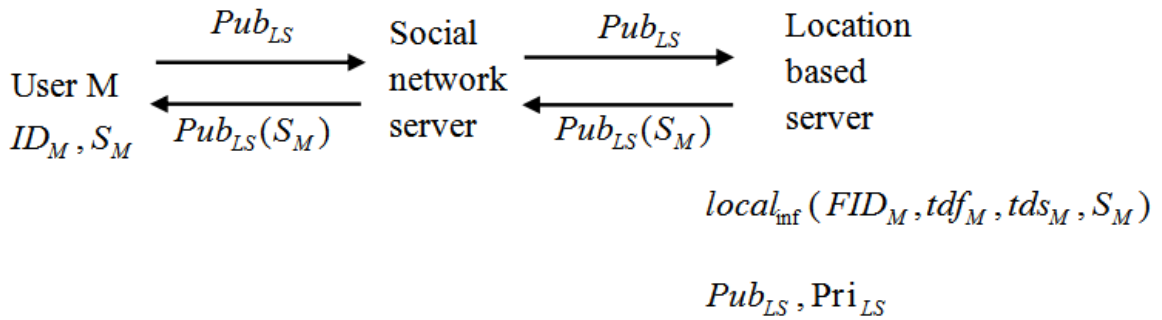 Pub_LS
Pub_LS
User M
ID_M, S_M
Pub_LS(S_M)
Social
network
server
Pub_LS(S_M)
Location
based
server
local_inf(FID_M, tdf_M, tds_M, S_M)
Pub_LS, Pri_LS